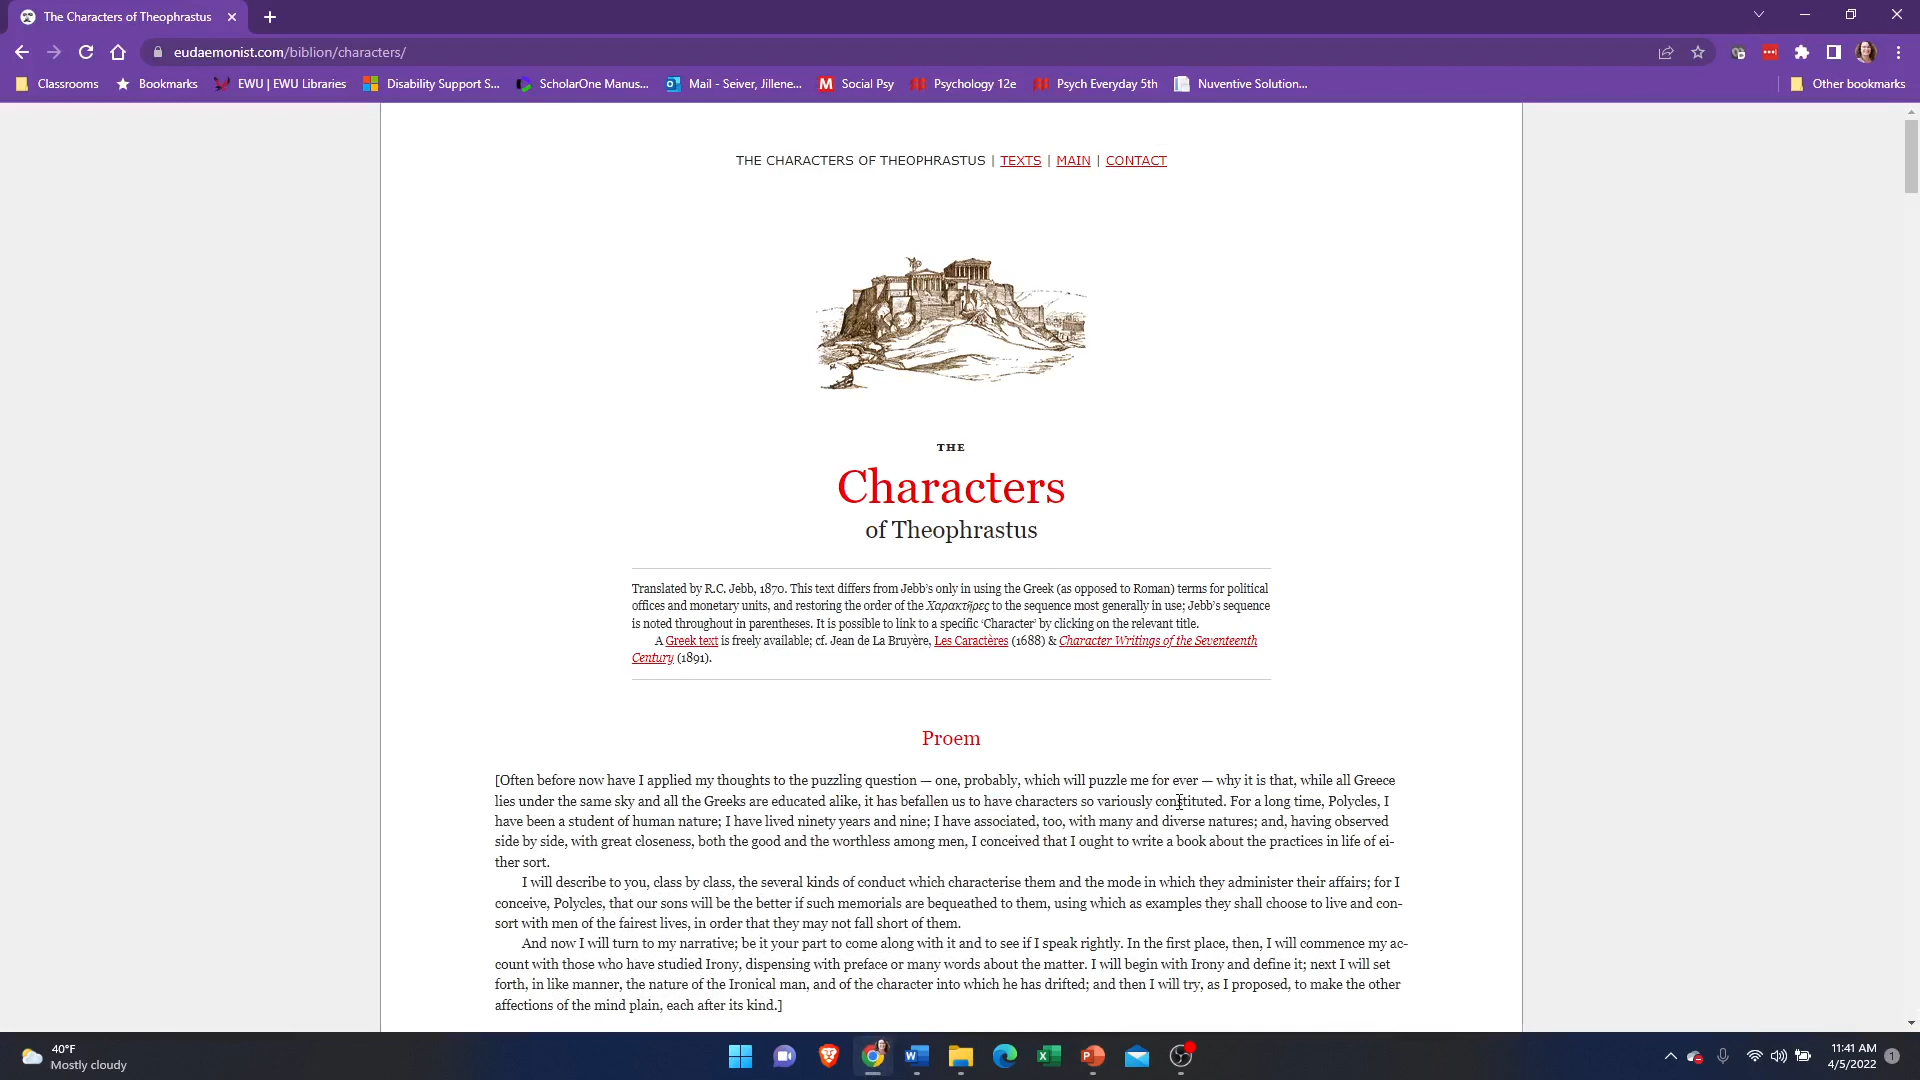 The Characters of Theophrastus
eudaemonist.com/biblion/characters/
Classrooms
Bookmarks
EWU | EWU Libraries
Disability Support S...
ScholarOne Manus...
Mail - Seiver, Jillene...
Social Psy
Psychology 12e
Psych Everyday 5th
Nuventive Solution...
Other bookmarks
THE CHARACTERS OF THEOPHRASTUS | TEXTS | MAIN | CONTACT
THE
Characters
of Theophrastus
Translated by R.C. Jebb, 1870. This text differs from Jebb’s only in using the Greek (as opposed to Roman) terms for political
offices and monetary units, and restoring the order of the Χαρακτῆρες to the sequence most generally in use; Jebb’s sequence
is noted throughout in parentheses. It is possible to link to a specific ‘Character’ by clicking on the relevant title.
A Greek text is freely available; cf. Jean de La Bruyère, Les Caractères (1688) & Character Writings of the Seventeenth
Century (1891).
Proem
[Often before now have I applied my thoughts to the puzzling question — one, probably, which will puzzle me for ever — why it is that, while all Greece
lies under the same sky and all the Greeks are educated alike, it has befallen us to have characters so variously constituted. For a long time, Polycles, I
have been a student of human nature; I have lived ninety years and nine; I have associated, too, with many and diverse natures; and, having observed
side by side, with great closeness, both the good and the worthless among men, I conceived that I ought to write a book about the practices in life of ei-
ther sort.
I will describe to you, class by class, the several kinds of conduct which characterise them and the mode in which they administer their affairs; for I
conceive, Polycles, that our sons will be the better if such memorials are bequeathed to them, using which as examples they shall choose to live and con-
sort with men of the fairest lives, in order that they may not fall short of them.
And now I will turn to my narrative; be it your part to come along with it and to see if I speak rightly. In the first place, then, I will commence my ac-
count with those who have studied Irony, dispensing with preface or many words about the matter. I will begin with Irony and define it; next I will set
forth, in like manner, the nature of the Ironical man, and of the character into which he has drifted; and then I will try, as I proposed, to make the other
affections of the mind plain, each after its kind.]
40°F
Mostly cloudy
11:41 AM
4/5/2022
1